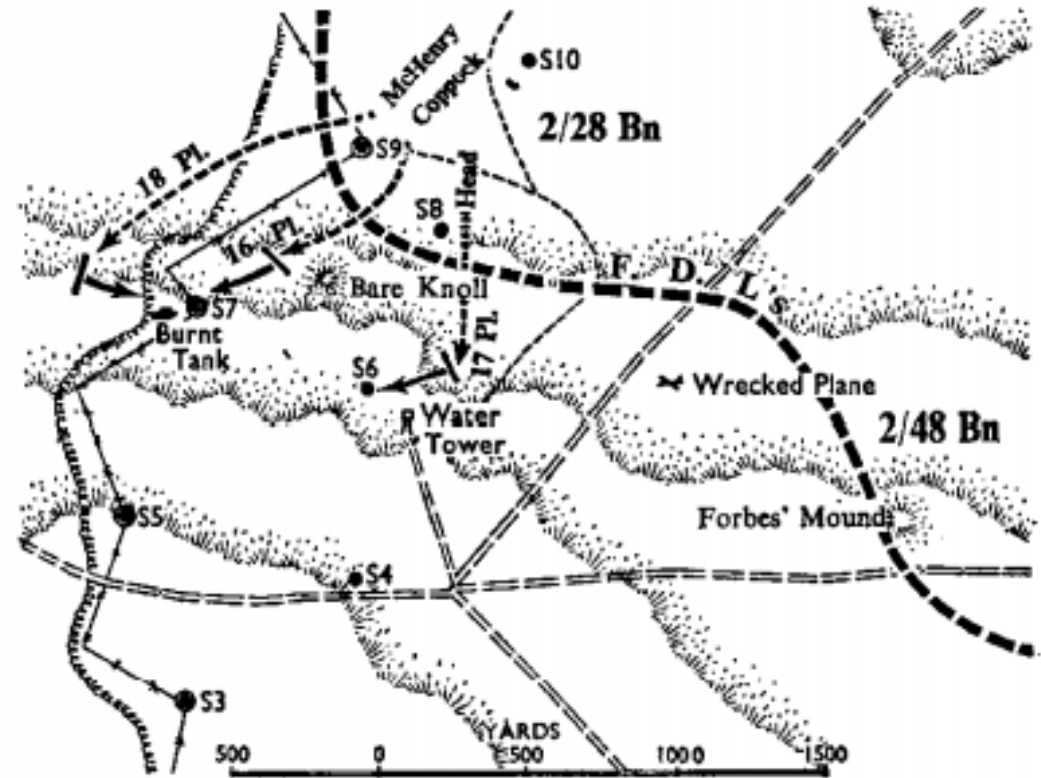 McHenry
Coppock
S10
2/28 Bn
18 Pl.
S9
Head
S8
16 Pl.
F. D. L's
Bare Knoll
S7
Burnt
Tank
17 Pl.
S6
Wrecked Plane
Water
Tower
2/48 Bn
S5
Forbes' Mound
S4
S3
YARDS
500 0 500 1000 1500